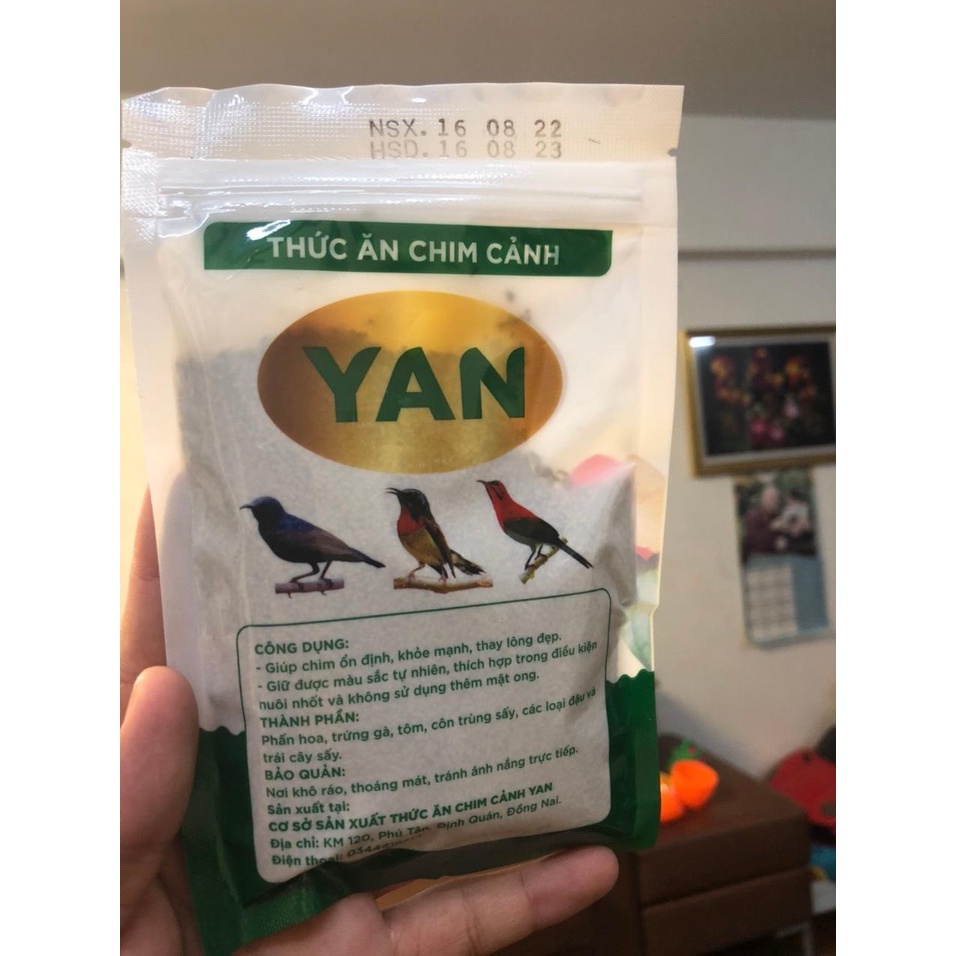 NSX. 16 08 22
HSD. 16 08 23
THỨC ĂN CHIM CẢNH
YAN
CÔNG DỤNG:
- Giúp chim ổn định, khỏe mạnh, thay lông đẹp.
- Giữ được màu sắc tự nhiên, thích hợp trong điều kiện
nuôi nhốt và không sử dụng thêm mật ong.
THÀNH PHẦN:
Phấn hoa, trứng gà, tôm, côn trùng sấy, các loại đậu và
trái cây sấy.
BẢO QUẢN:
Nơi khô ráo, thoáng mát, tránh ánh nắng trực tiếp.
Sản xuất tại:
CƠ SỞ SẢN XUẤT THỨC ĂN CHIM CẢNH YAN
Địa chỉ: KM 120, Phú Tân, Định Quán, Đồng Nai.
Điện thoại: